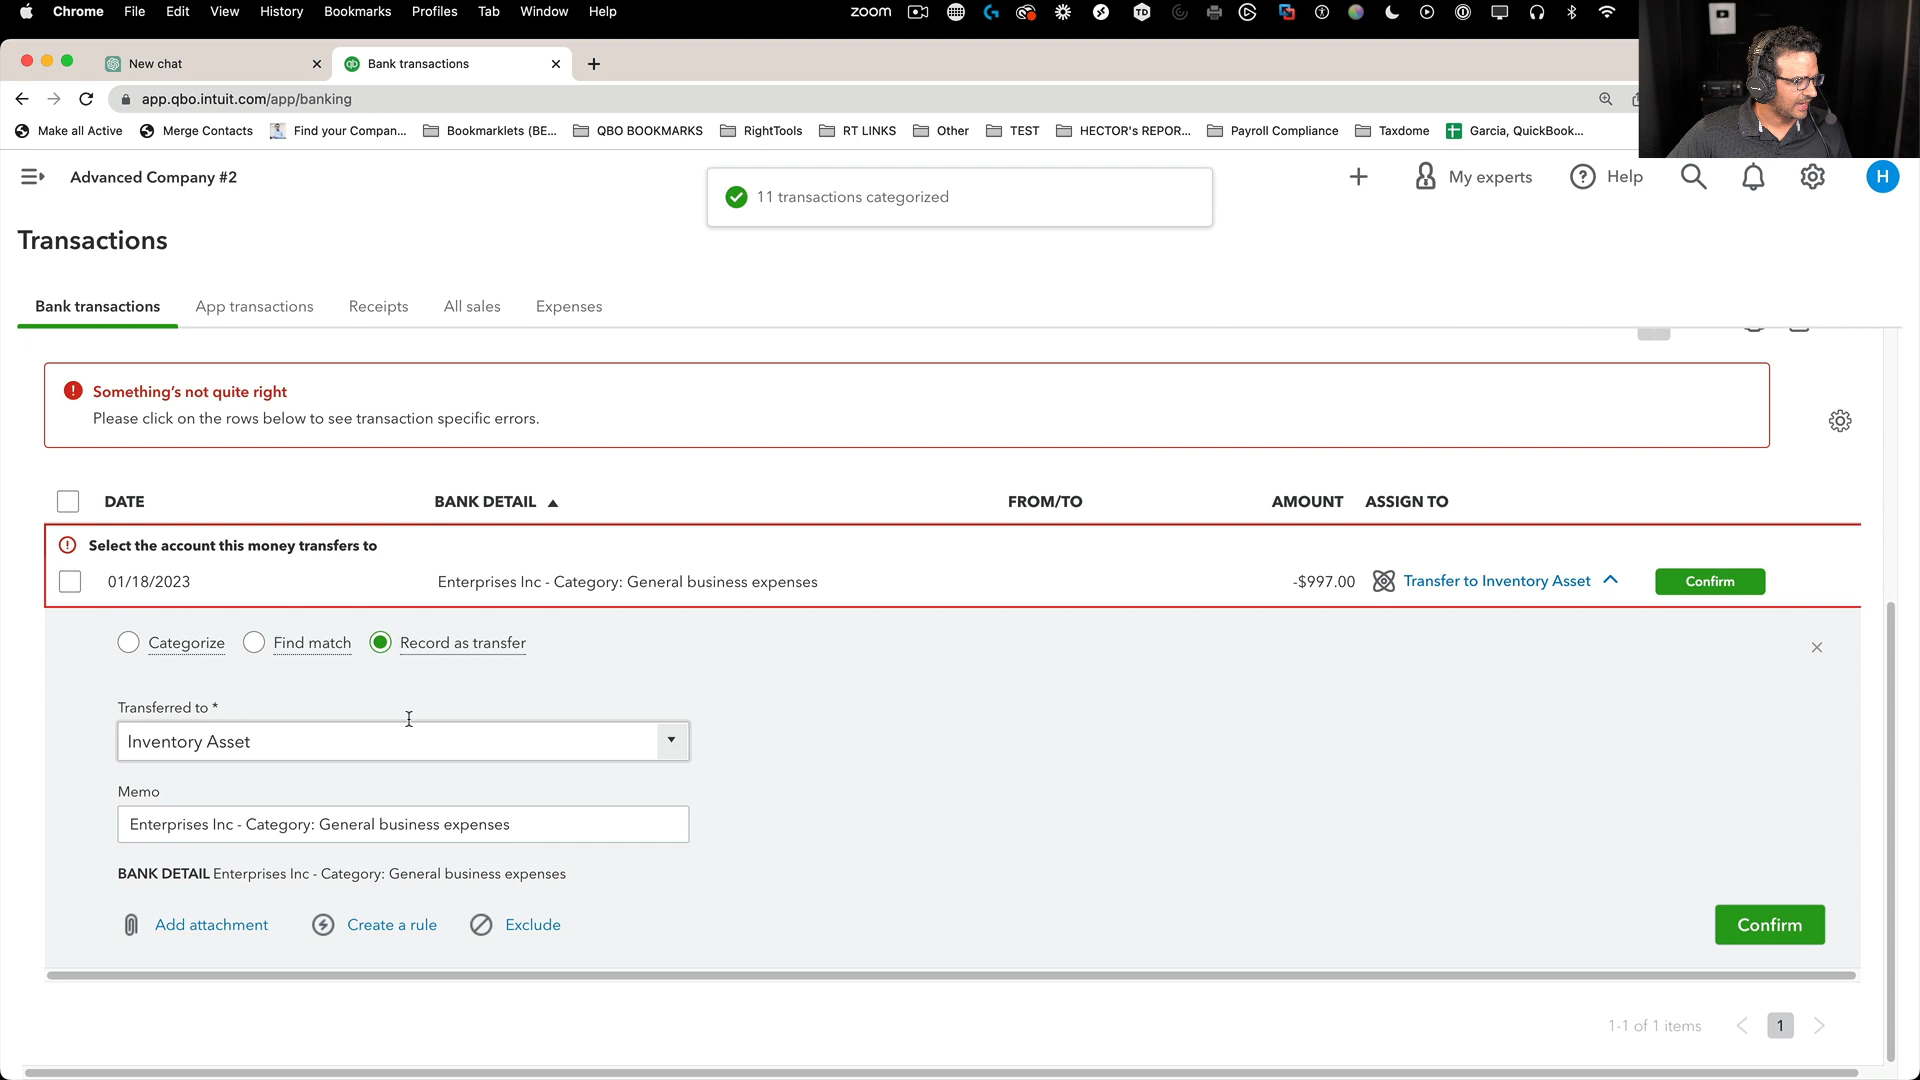 Chrome File Edit View History Bookmarks Profiles Tab Window Help zoom TD
New chat
Bank transactions
app.qbo.intuit.com/app/banking
Make all Active Merge Contacts Find your Compan... Bookmarklets (BE... QBO BOOKMARKS RightTools RT LINKS Other TEST HECTOR's REPOR... Payroll Compliance Taxdome Garcia, QuickBook...
Advanced Company #2
11 transactions categorized
My experts Help H
Transactions
Bank transactions App transactions Receipts All sales Expenses
Something's not quite right
Please click on the rows below to see transaction specific errors.
DATE BANK DETAIL FROM/TO AMOUNT ASSIGN TO
Select the account this money transfers to
01/18/2023 Enterprises Inc - Category: General business expenses -$997.00 Transfer to Inventory Asset Confirm
Categorize Find match Record as transfer
Transferred to *
Inventory Asset
Memo
Enterprises Inc - Category: General business expenses
BANK DETAIL Enterprises Inc - Category: General business expenses
Add attachment Create a rule Exclude
Confirm
1-1 of 1 items 1